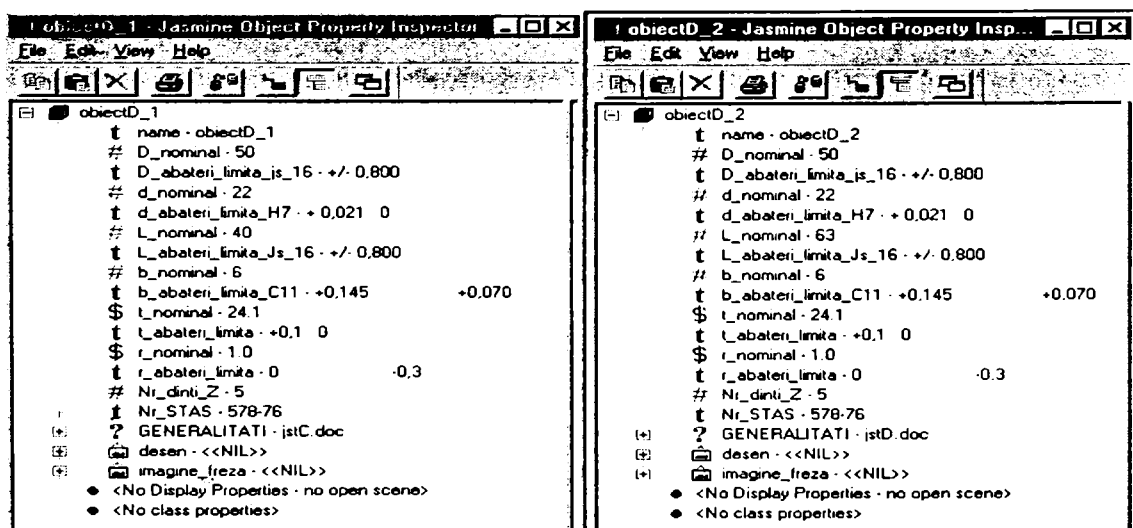 obiectD_1 - Jasmine Object Property Inspector
File Edit View Help
obiectD_1
t name - obiectD_1
# D_nominal - 50
t D_abateri_limita_js_16 - +/- 0,800
# d_nominal - 22
t d_abateri_limita_H7 - + 0,021 0
# L_nominal - 40
t L_abateri_limita_Js_16 - +/- 0,800
# b_nominal - 6
t b_abateri_limita_C11 - +0,145 +0,070
$ t_nominal - 24.1
t t_abateri_limita - +0,1 0
$ r_nominal - 1.0
t r_abateri_limita - 0 -0,3
# Nr_dinti_Z - 5
t Nr_STAS - 578-76
? GENERALITATI - jstC.doc
desen - <<NIL>>
imagine_freza - <<NIL>>
<No Display Properties - no open scene>
<No class properties>
obiectD_2 - Jasmine Object Property Insp...
File Edit View Help
obiectD_2
t name - obiectD_2
# D_nominal - 50
t D_abateri_limita_js_16 - +/- 0,800
# d_nominal - 22
t d_abateri_limita_H7 - + 0,021 0
# L_nominal - 63
t L_abateri_limita_Js_16 - +/- 0,800
# b_nominal - 6
t b_abateri_limita_C11 - +0,145 +0,070
$ t_nominal - 24.1
t t_abateri_limita - +0,1 0
$ r_nominal - 1.0
t r_abateri_limita - 0 -0.3
# Nr_dinti_Z - 5
t Nr_STAS - 578-76
? GENERALITATI - jstD.doc
desen - <<NIL>>
imagine_freza - <<NIL>>
<No Display Properties - no open scene>
<No class properties>